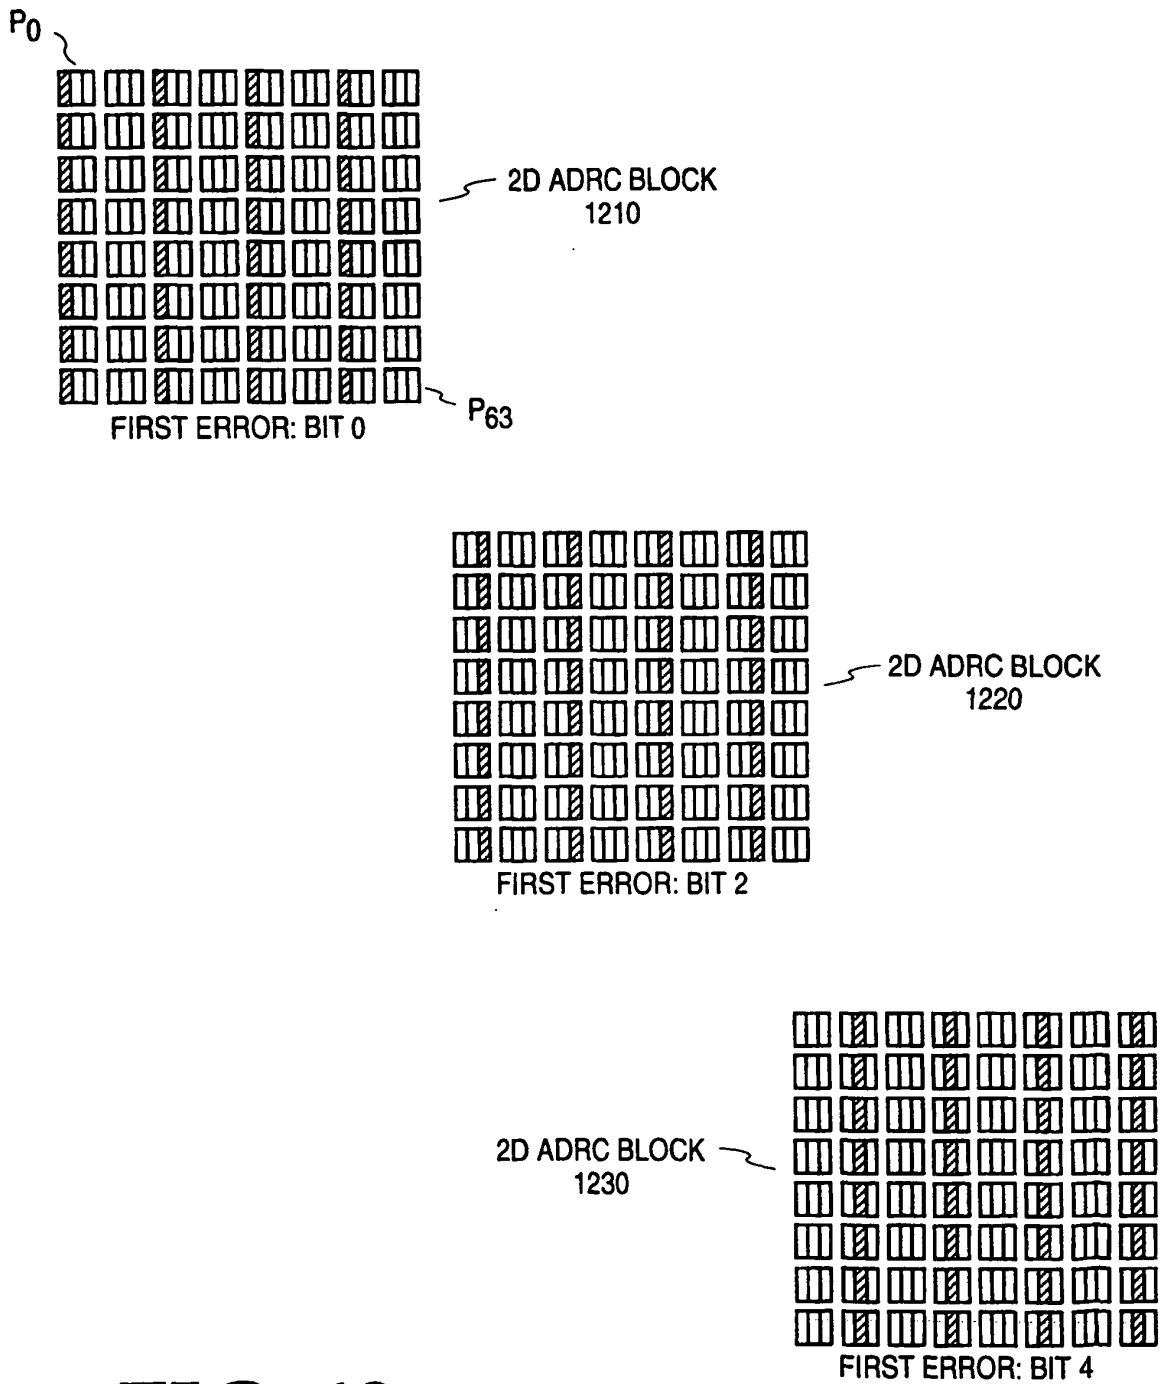 P0
2D ADRC BLOCK
1210
P63
FIRST ERROR: BIT 0
2D ADRC BLOCK
1220
FIRST ERROR: BIT 2
2D ADRC BLOCK
1230
FIRST ERROR: BIT 4